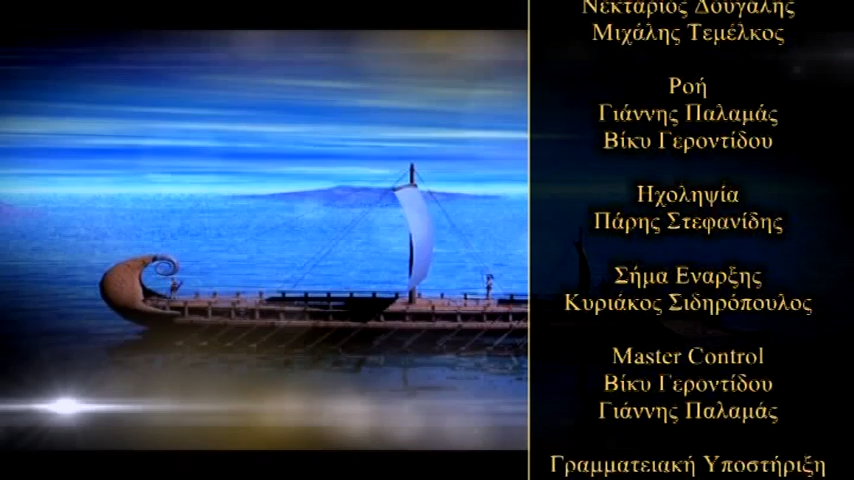 Νεκτάριος Δούγαλης
Μιχάλης Τεμέλκος
Ροή
Γιάννης Παλαμάς
Βίκυ Γεροντίδου
Ηχοληψία
Πάρης Στεφανίδης
Σήμα Εναρξης
Κυριάκος Σιδηρόπουλος
Master Control
Βίκυ Γεροντίδου
Γιάννης Παλαμάς
Γραμματειακή Υποστήριξη